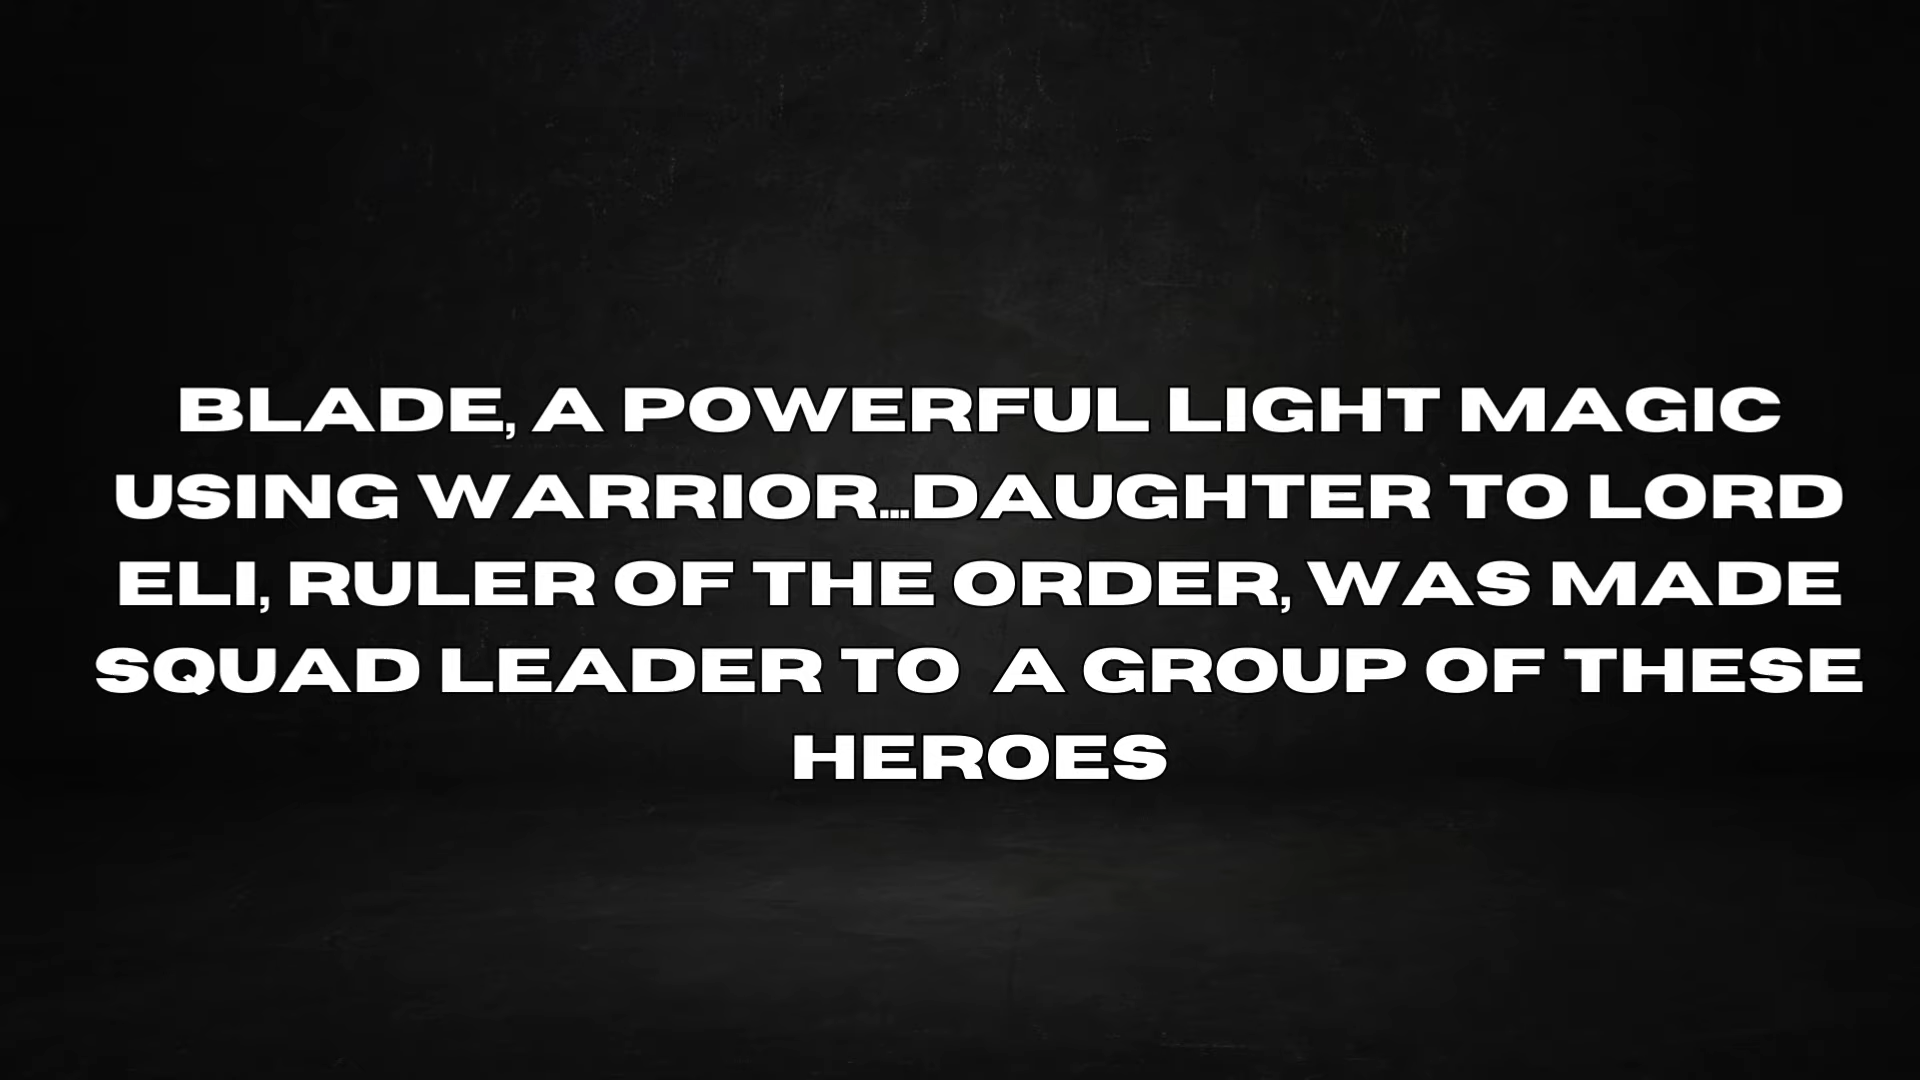 BLADE, A POWERFUL LIGHT MAGIC
USING WARRIOR...DAUGHTER TO LORD
ELI, RULER OF THE ORDER, WAS MADE
SQUAD LEADER TO  A GROUP OF THESE
HEROES